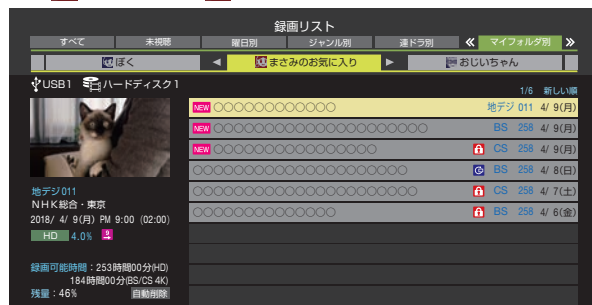 録画リスト
すべて 未視聴 曜日別 ジャンル別 連ドラ別 ≪ マイフォルダ別 ≫
ぼく ◀ まさみのお気に入り ▶ おじいちゃん
USB1 ハードディスク1
1/6 新しい順
NEW 〇〇〇〇〇〇〇〇〇〇〇〇 地デジ 011 4/ 9(月)
NEW 〇〇〇〇〇〇〇〇〇〇〇〇〇〇〇〇〇〇〇〇〇 BS 258 4/ 9(月)
NEW 〇〇〇〇〇〇〇〇〇〇〇〇〇〇〇〇 CS 258 4/ 9(月)
〇〇〇〇〇〇〇〇〇〇〇〇〇〇〇〇〇〇〇〇〇 BS 258 4/ 8(日)
〇〇〇〇〇〇〇〇〇〇〇〇〇〇〇〇〇〇〇〇〇〇 CS 258 4/ 7(土)
〇〇〇〇〇〇〇〇〇〇〇〇〇〇 BS 258 4/ 6(金)
地デジ011
NHK総合・東京
2018/ 4/ 9(月) PM 9:00 (02:00)
HD 4.0% 9
録画可能時間：253時間00分(HD)
184時間00分(BS/CS 4K)
残量：46% 自動削除